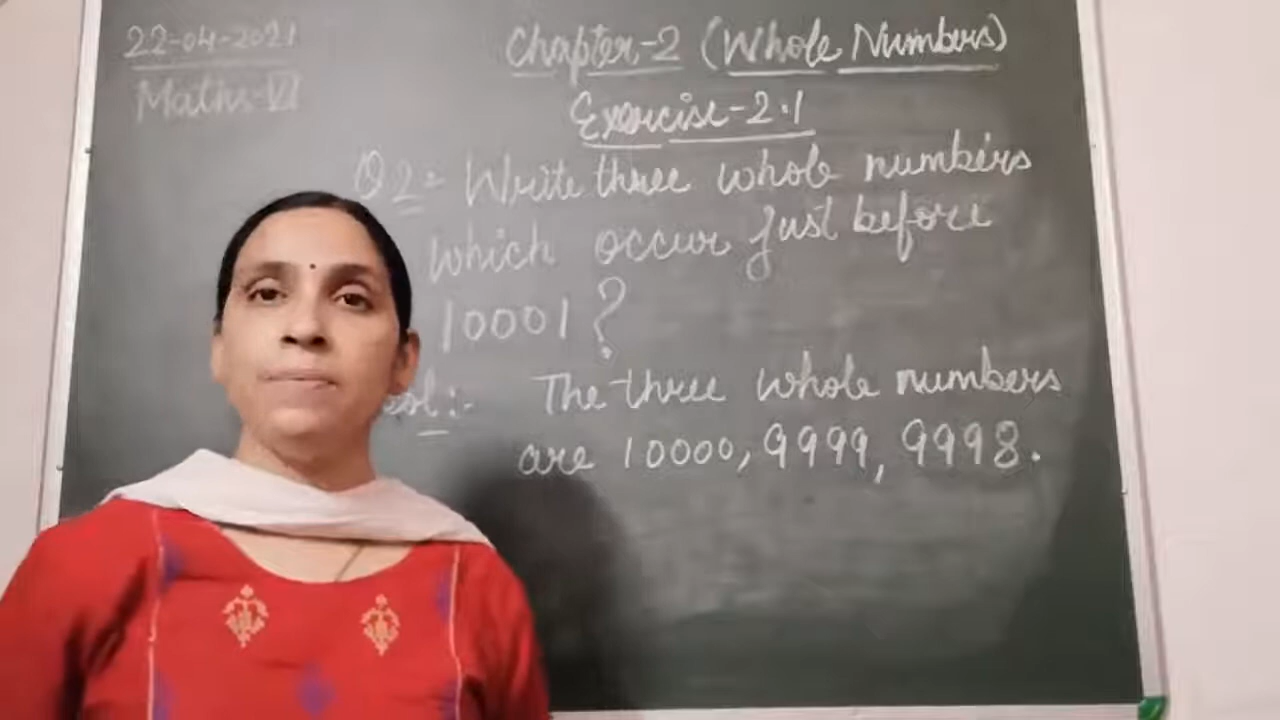 22-04-2021
Maths-VI
Chapter-2 (Whole Numbers)
Exercise-2.1
Q2= Write three whole numbers
which occur just before
10001?
Sol:- The three whole numbers
are 10000, 9999, 9998.